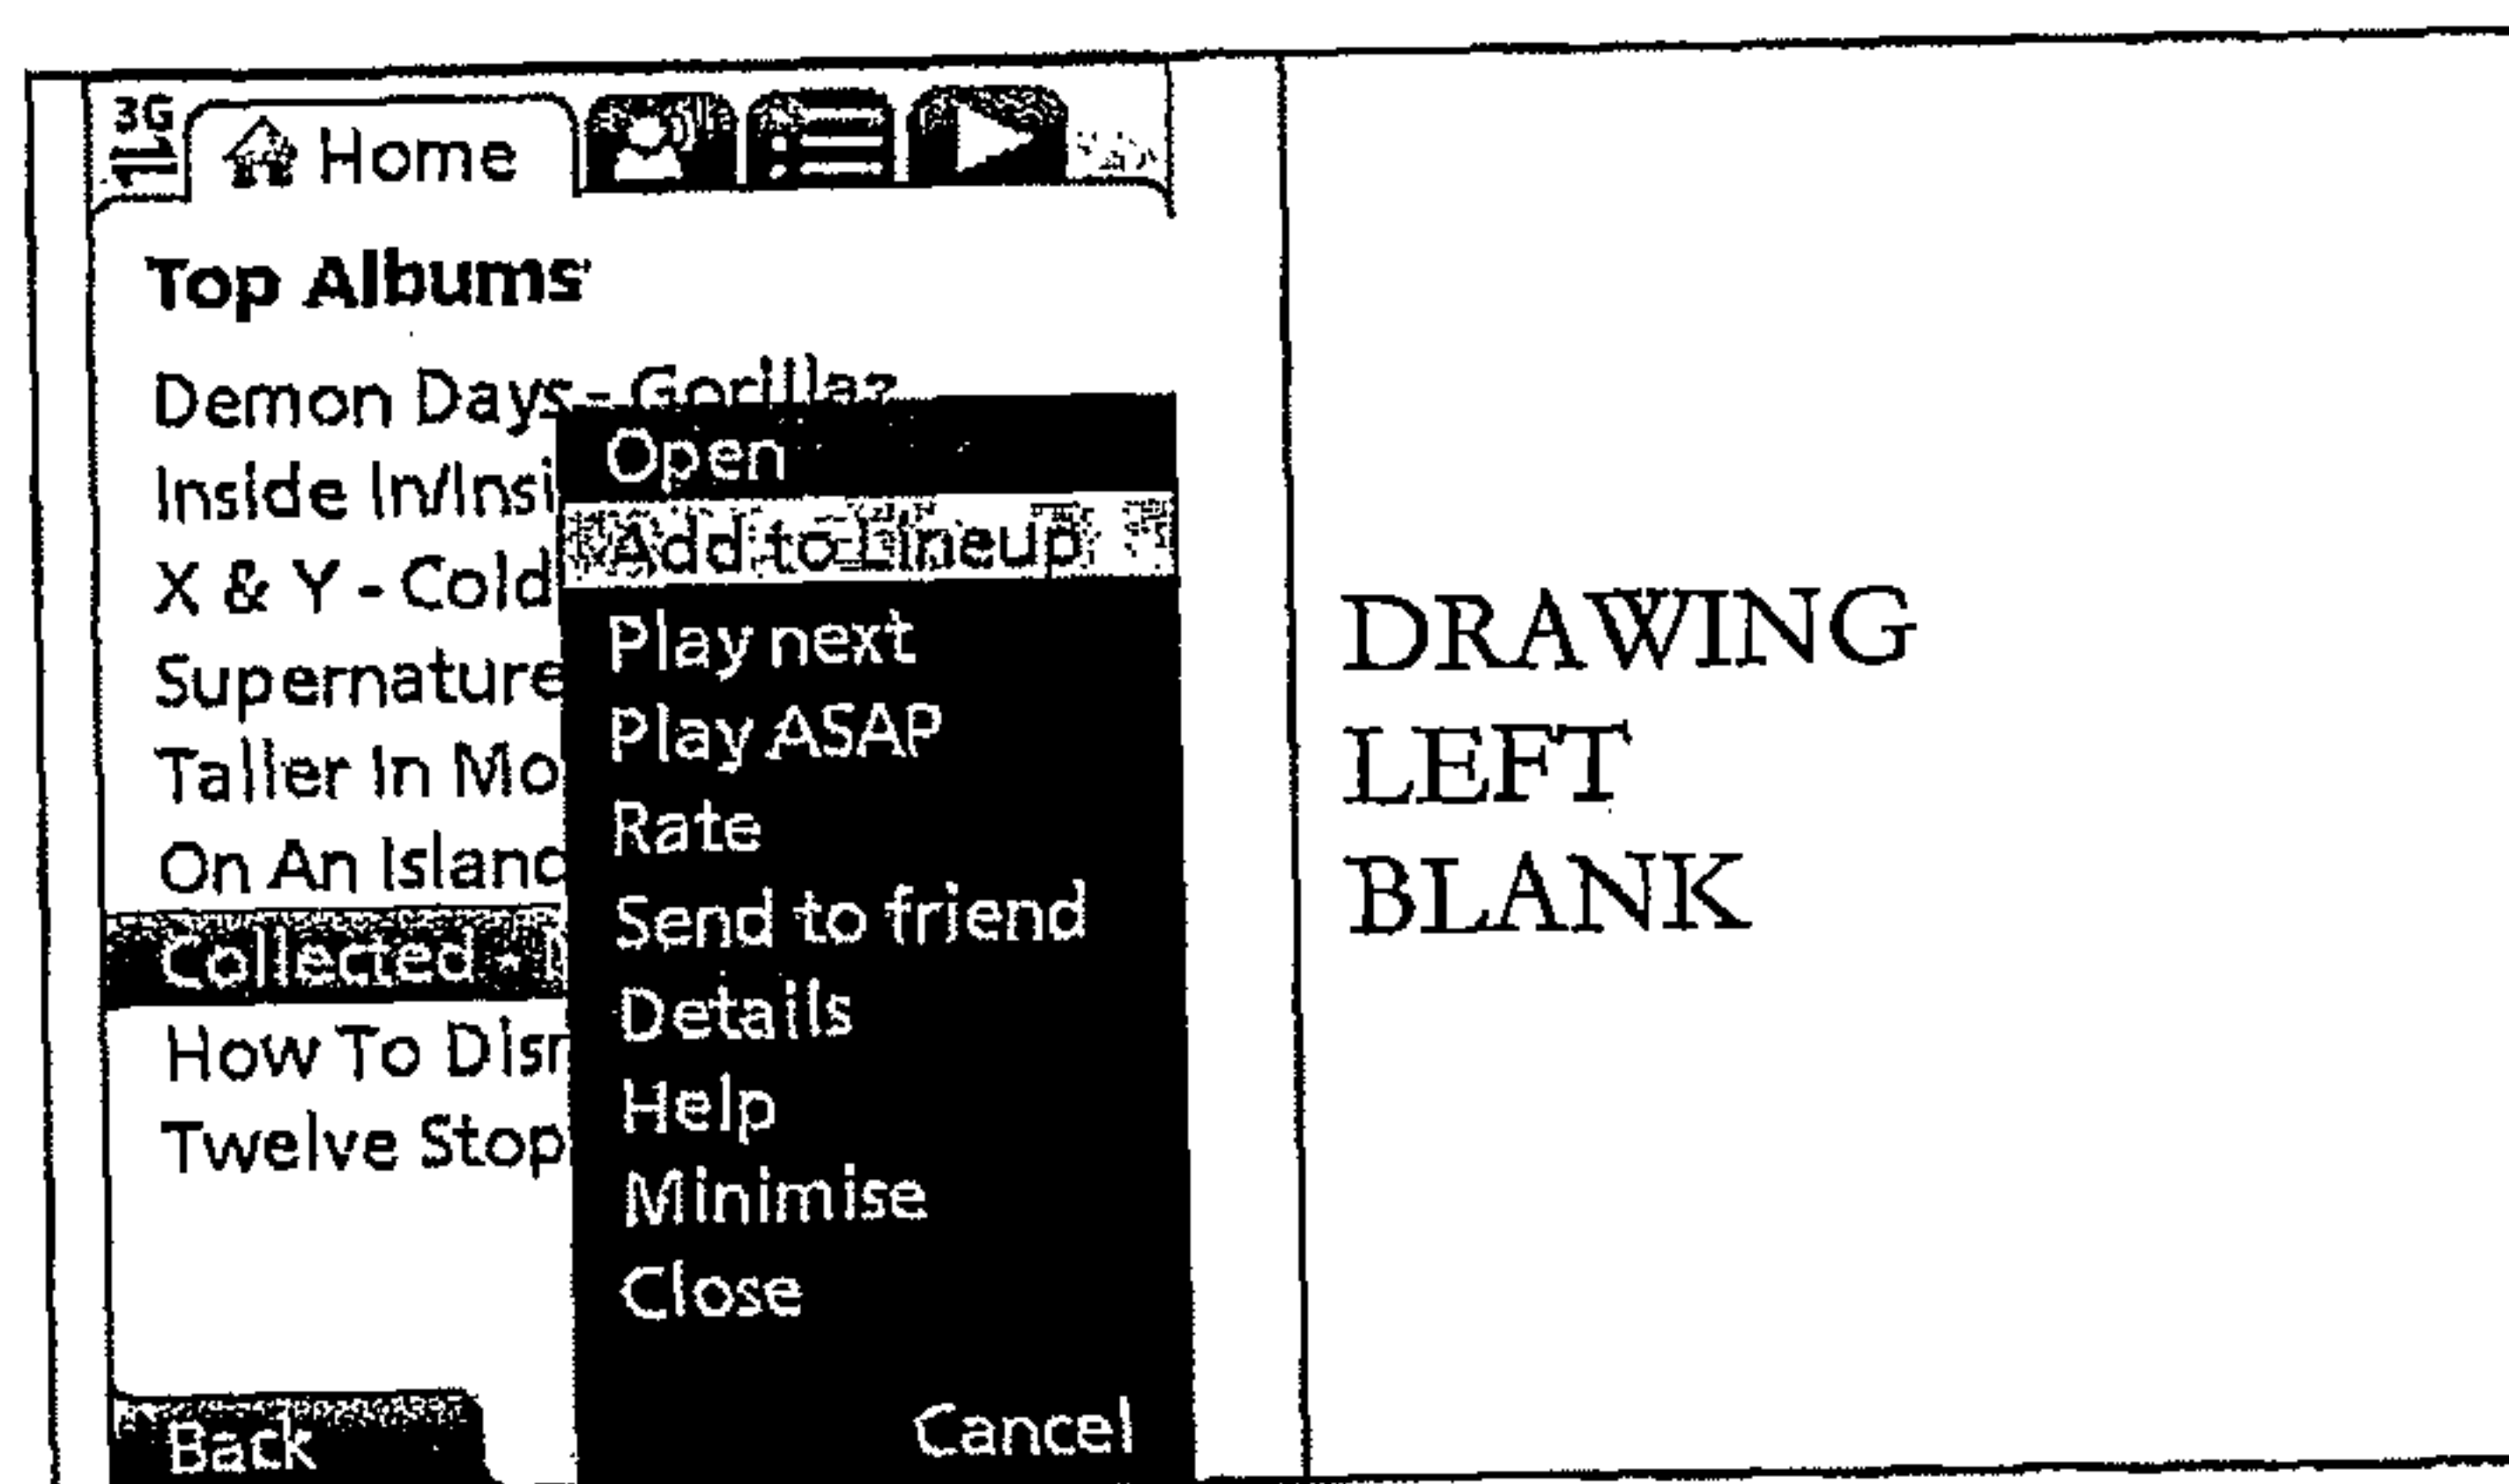 3G
Home
Top Albums
Demon Days - Gorillaz
Inside In/Insi
X & Y - Cold
Supernature
Taller In Mo
On An Island
Collected -
How To Disr
Twelve Stop
Back
Open
Add to Lineup
Play next
Play ASAP
Rate
Send to friend
Details
Help
Minimise
Close
Cancel
DRAWING
LEFT
BLANK